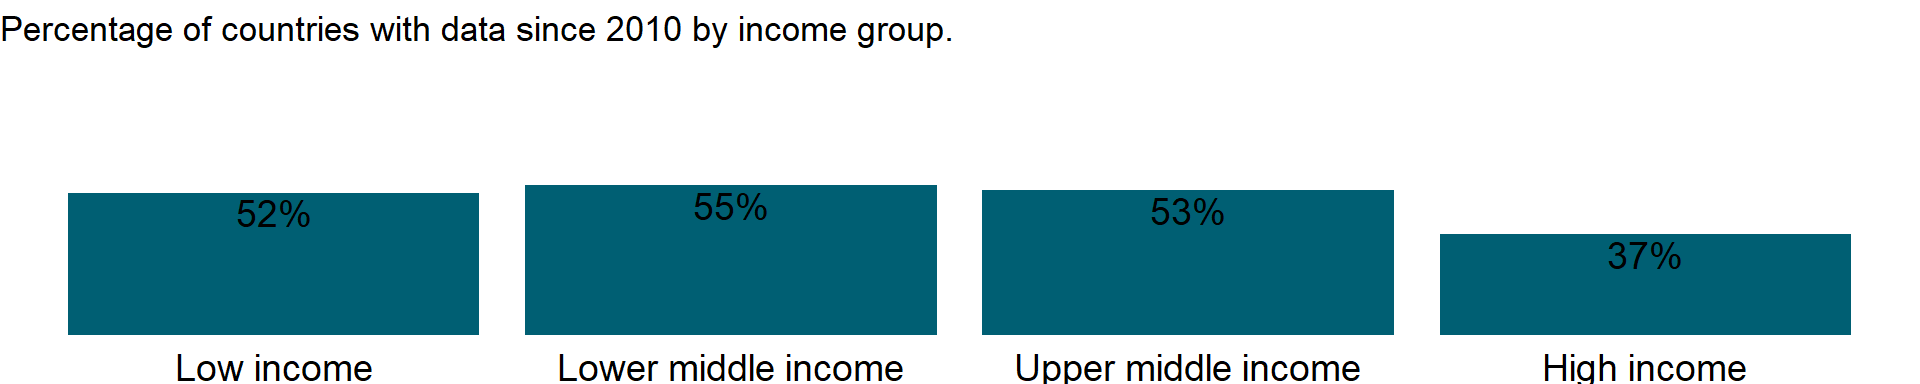 Percentage of countries with data since 2010 by income group.
52%
55%
53%
37%
Low income
Lower middle income
Upper middle income
High income